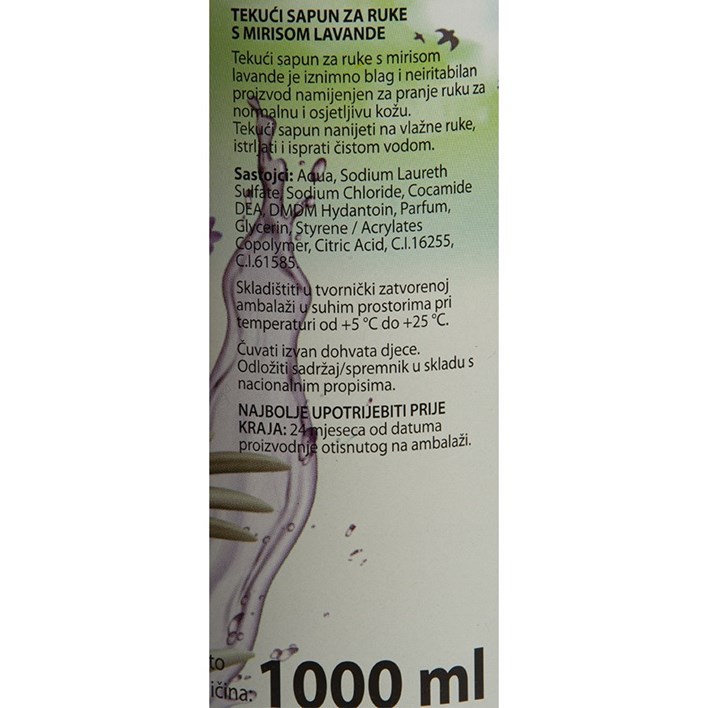 TEKUĆI SAPUN ZA RUKE
S MIRISOM LAVANDE
Tekući sapun za ruke s mirisom
lavande je iznimno blag i neiritabilan
proizvod namijenjen za pranje ruku za
normalnu i osjetljivu kožu.
Tekući sapun nanijeti na vlažne ruke,
istrljati i isprati čistom vodom.
Sastojci: Aqua, Sodium Laureth
Sulfate, Sodium Chloride, Cocamide
DEA, DMDM Hydantoin, Parfum,
Glycerin, Styrene / Acrylates
Copolymer, Citric Acid, C.I.16255,
C.I.61585.
Skladištiti u tvornički zatvorenoj
ambalaži u suhim prostorima pri
temperaturi od +5 °C do +25 °C.
Čuvati izvan dohvata djece.
Odložiti sadržaj/spremnik u skladu s
nacionalnim propisima.
NAJBOLJE UPOTRIJEBITI PRIJE
KRAJA: 24 mjeseca od datuma
proizvodnje otisnutog na ambalaži.
to
ičina: 1000 ml